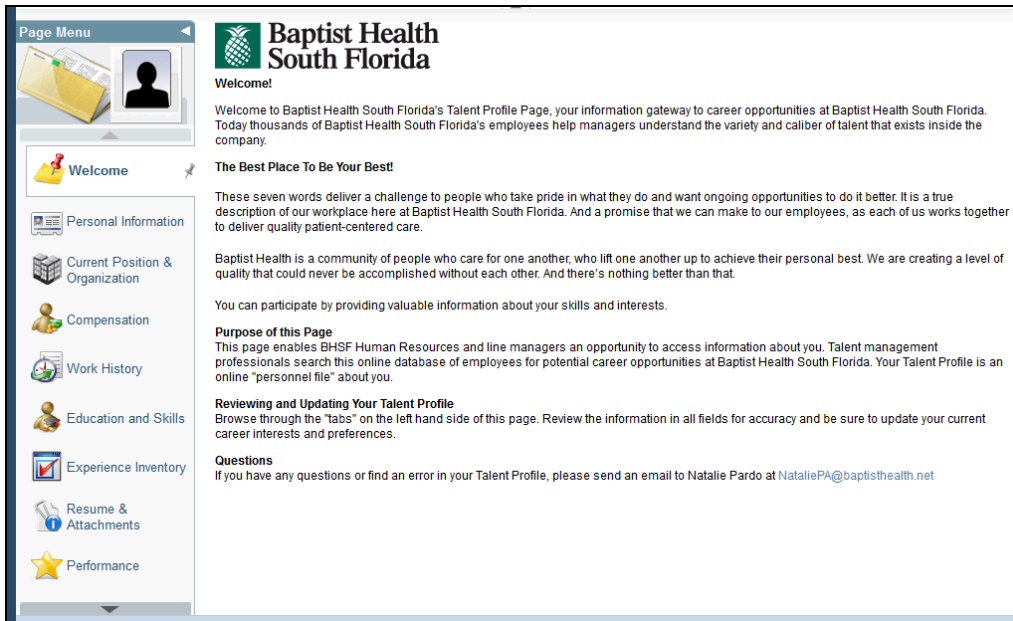 Page Menu
Welcome
Personal Information
Current Position &
Organization
Compensation
Work History
Education and Skills
Experience Inventory
Resume &
Attachments
Performance
Baptist Health
South Florida
Welcome!
Welcome to Baptist Health South Florida's Talent Profile Page, your information gateway to career opportunities at Baptist Health South Florida.
Today thousands of Baptist Health South Florida's employees help managers understand the variety and caliber of talent that exists inside the
company.
The Best Place To Be Your Best!
These seven words deliver a challenge to people who take pride in what they do and want ongoing opportunities to do it better. It is a true
description of our workplace here at Baptist Health South Florida. And a promise that we can make to our employees, as each of us works together
to deliver quality patient-centered care.
Baptist Health is a community of people who care for one another, who lift one another up to achieve their personal best. We are creating a level of
quality that could never be accomplished without each other. And there's nothing better than that.
You can participate by providing valuable information about your skills and interests.
Purpose of this Page
This page enables BHSF Human Resources and line managers an opportunity to access information about you. Talent management
professionals search this online database of employees for potential career opportunities at Baptist Health South Florida. Your Talent Profile is an
online "personnel file" about you.
Reviewing and Updating Your Talent Profile
Browse through the "tabs" on the left hand side of this page. Review the information in all fields for accuracy and be sure to update your current
career interests and preferences.
Questions
If you have any questions or find an error in your Talent Profile, please send an email to Natalie Pardo at NataliePA@baptisthealth.net